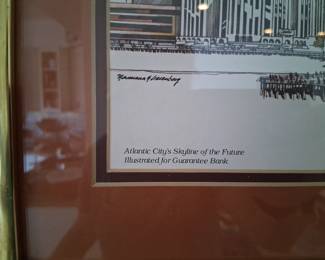 Atlantic City's Skyline of the Future
Illustrated for Guarantee Bank